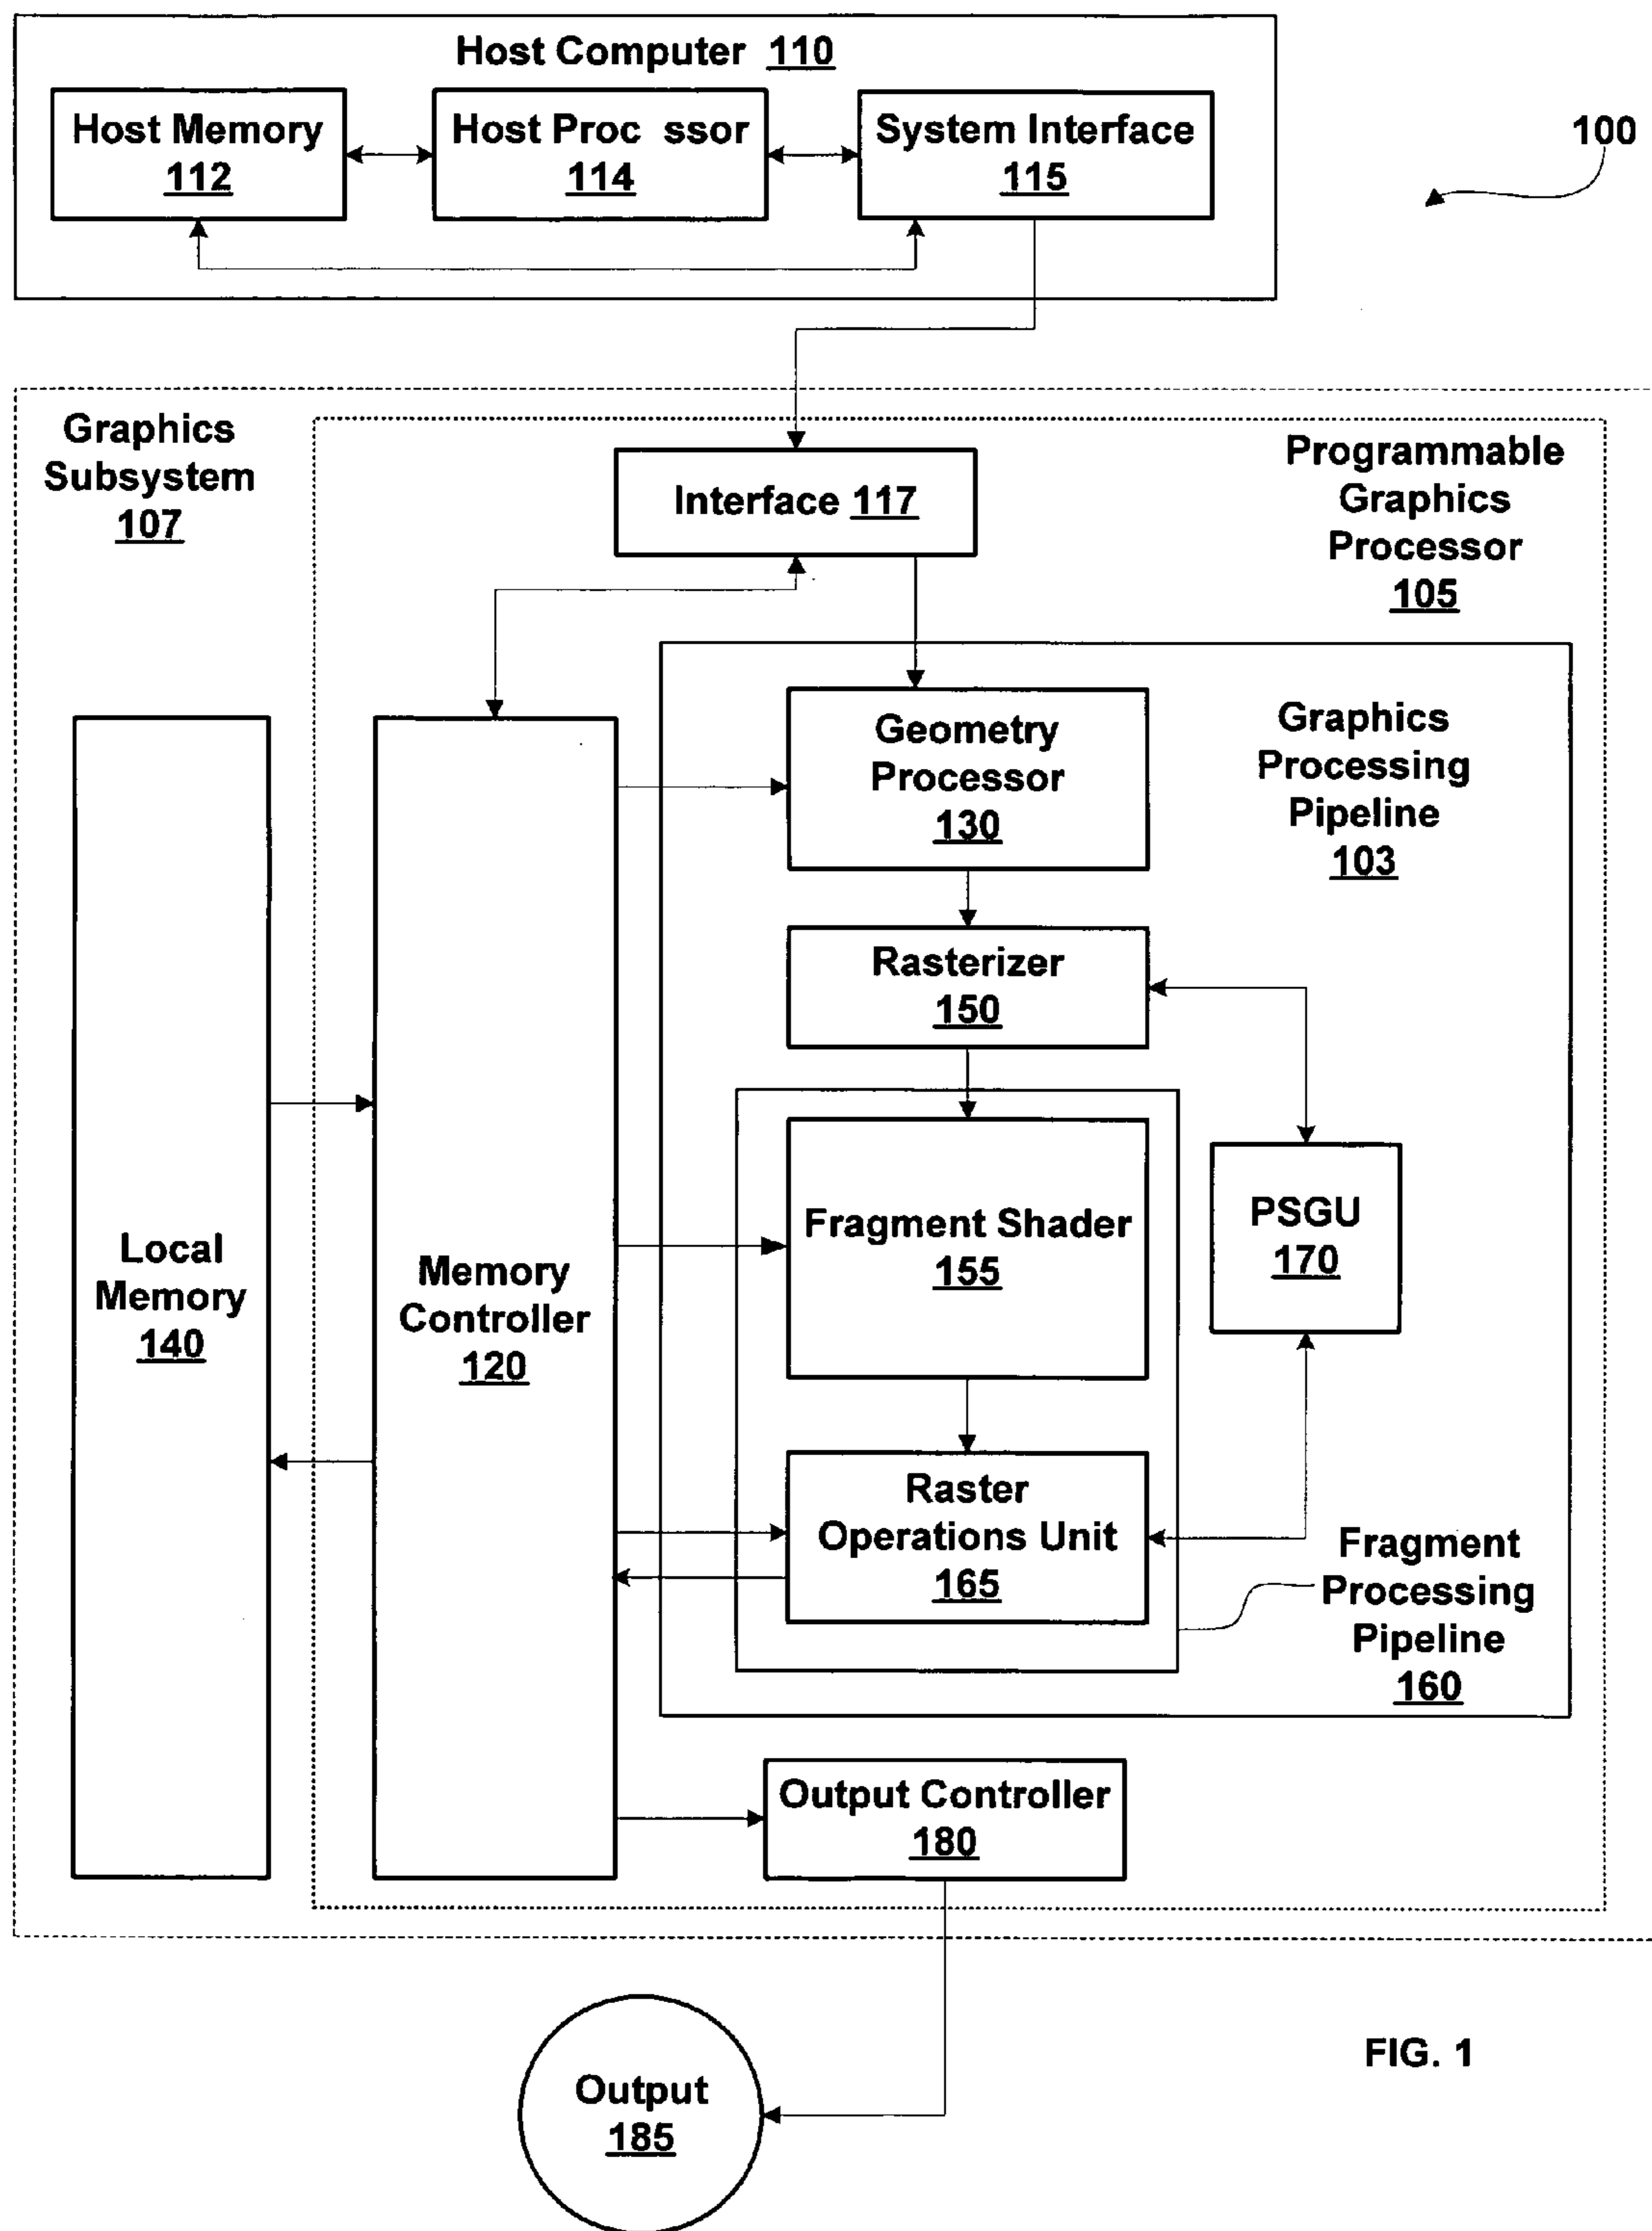 Host Computer 110
Host Memory
112
Host Proc ssor
114
System Interface
115
100
Graphics
Subsystem
107
Interface 117
Programmable
Graphics
Processor
105
Geometry
Processor
130
Graphics
Processing
Pipeline
103
Rasterizer
150
Local
Memory
140
Memory
Controller
120
Fragment Shader
155
PSGU
170
Raster
Operations Unit
165
Fragment
Processing
Pipeline
160
Output Controller
180
Output
185
FIG. 1